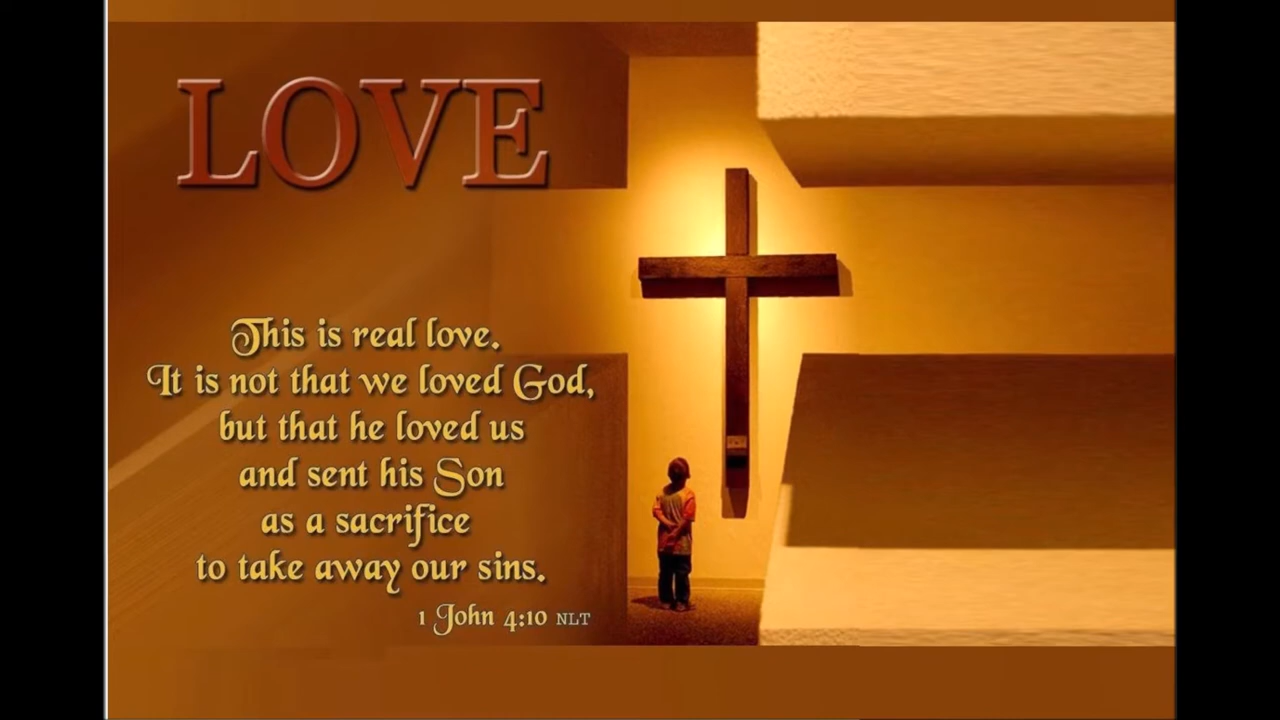 LOVE
This is real love.
It is not that we loved God,
but that he loved us
and sent his Son
as a sacrifice
to take away our sins.
1 John 4:10 NLT